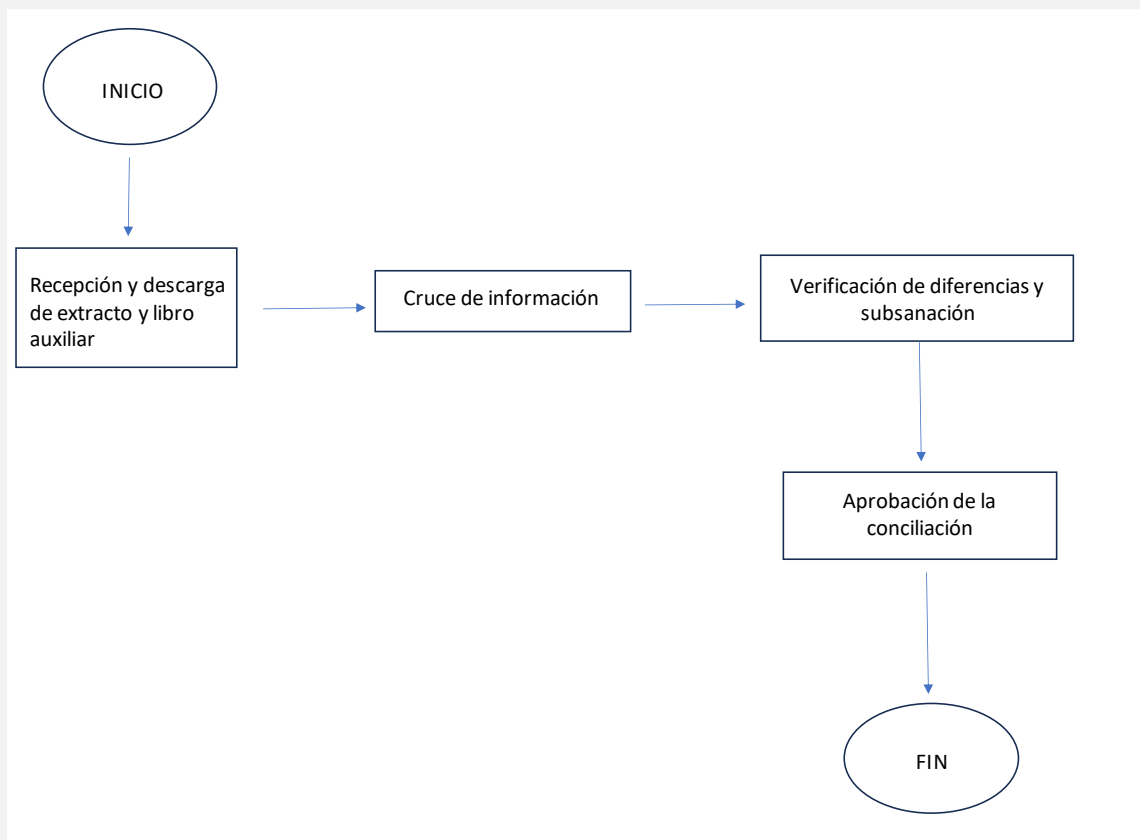 INICIO
Recepción y descarga
de extracto y libro
auxiliar
Cruce de información
Verificación de diferencias y
subsanación
Aprobación de la
conciliación
FIN